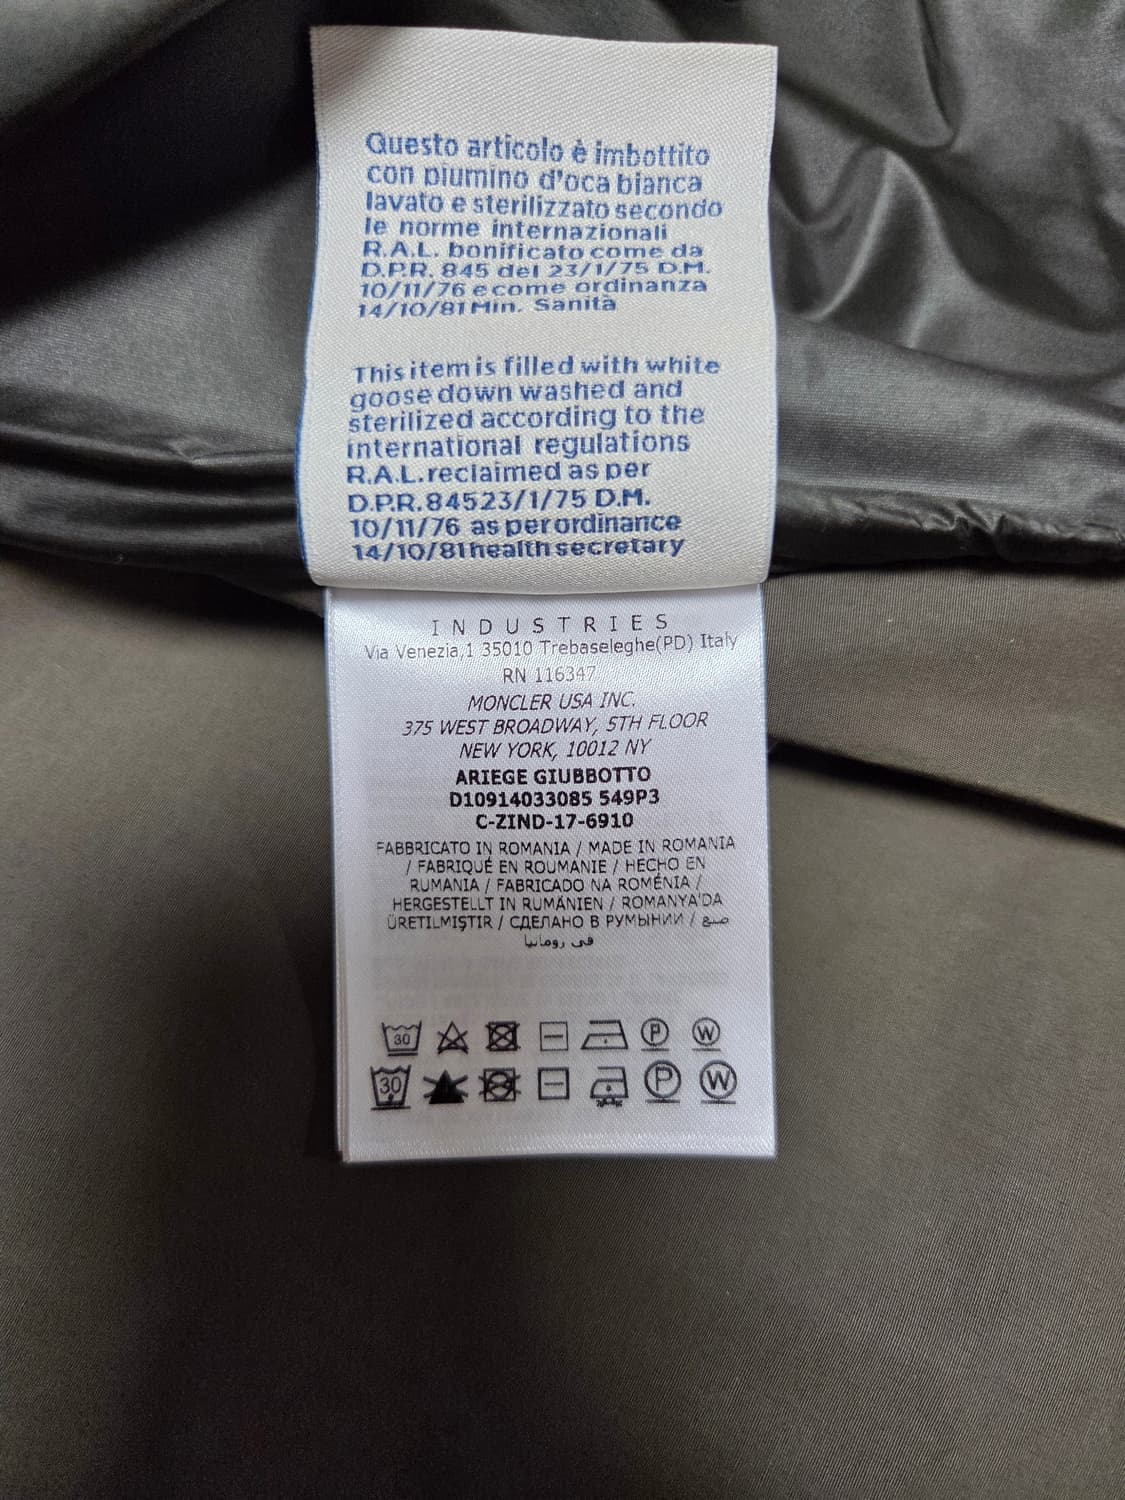 Questo articolo è imbottito
con piumino d'oca bianca
lavato e sterilizzato secondo
le norme internazionali
R.A.L. bonificato come da
D.P.R. 845 del 23/1/75 D.M.
10/11/76 e come ordinanza
14/10/81 Min. Sanità
This item is filled with white
goose down washed and
sterilized according to the
international regulations
R.A.L. reclaimed as per
D.P.R. 84523/1/75 D.M.
10/11/76 as per ordinance
14/10/81 health secretary
INDUSTRIES
Via Venezia,1 35010 Trebaseleghe(PD) Italy
RN 116347
MONCLER USA INC.
375 WEST BROADWAY, 5TH FLOOR
NEW YORK, 10012 NY
ARIEGE GIUBBOTTO
D10914033085 549P3
C-ZIND-17-6910
FABBRICATO IN ROMANIA / MADE IN ROMANIA
/ FABRIQUÉ EN ROUMANIE / HECHO EN
RUMANIA / FABRICADO NA ROMÉNIA /
HERGESTELLT IN RUMÄNIEN / ROMANYA'DA
ÜRETILMIŞTIR / СДЕЛАНО В РУМЫНИИ / صنع
في رومانيا
30 P W
30 P W